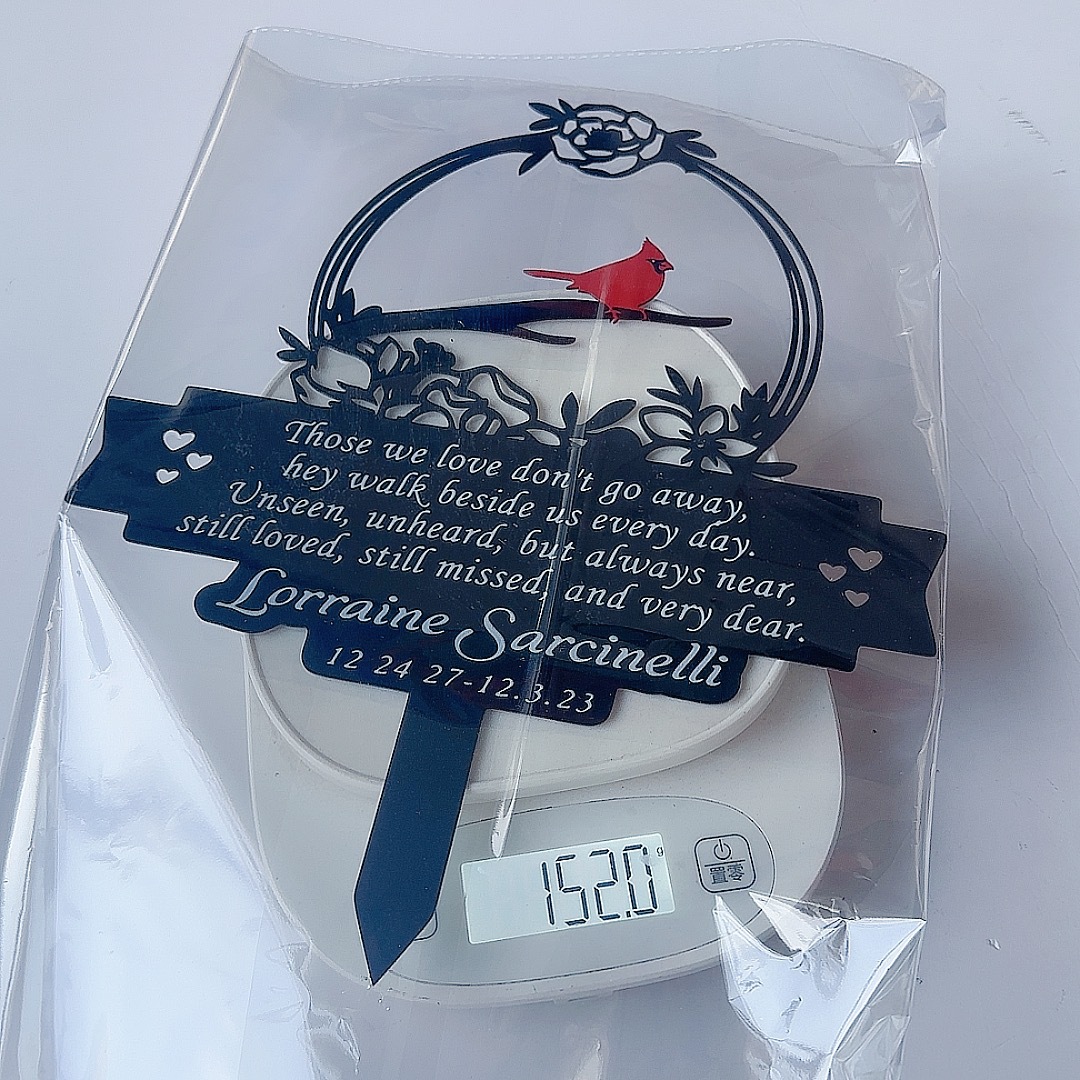 Those we love don't go away,
hey walk beside us every day.
Unseen, unheard, but always near,
still loved, still missed, and very dear.
Lorraine Sarcinelli
12 24 27-12.3.23
152.0 g
置零